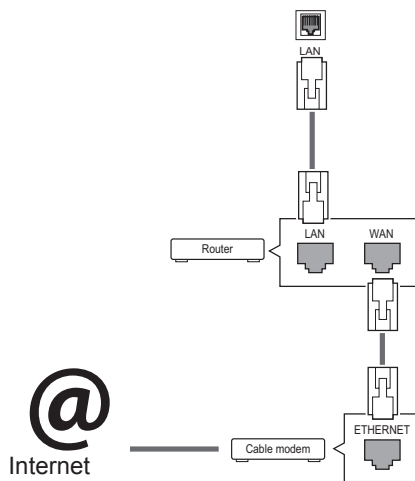 LAN
LAN WAN
Router
ETHERNET
Cable modem
@
Internet